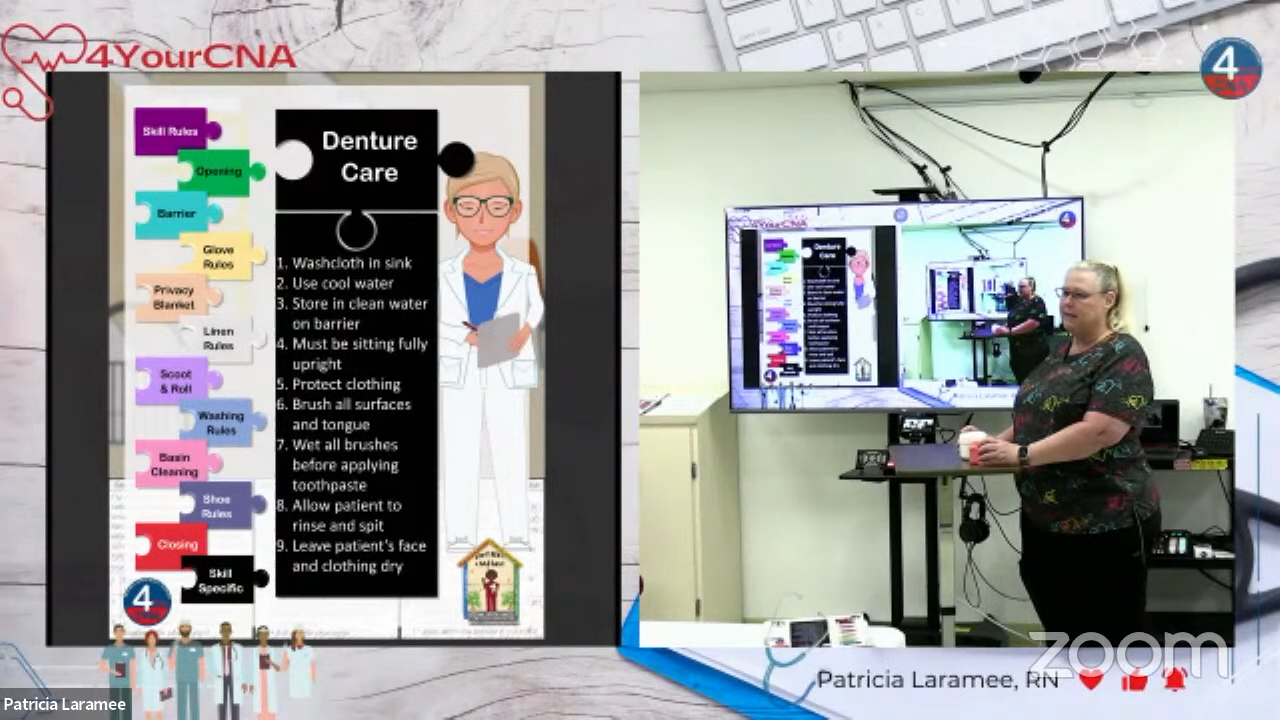 4YourCNA
4
Skill Rules
Opening
Barrier
Glove
Rules
Privacy
Blanket
Linen
Rules
Scoot
& Roll
Washing
Rules
Basin
Cleaning
Shoe
Rules
Closing
Skill
Specific
4
Denture
Care
1. Washcloth in sink
2. Use cool water
3. Store in clean water
on barrier
4. Must be sitting fully
upright
5. Protect clothing
6. Brush all surfaces
and tongue
7. Wet all brushes
before applying
toothpaste
8. Allow patient to
rinse and spit
9. Leave patient's face
and clothing dry
4YourCNA
Denture
Care
zoom
Patricia Laramee, RN
Patricia Laramee